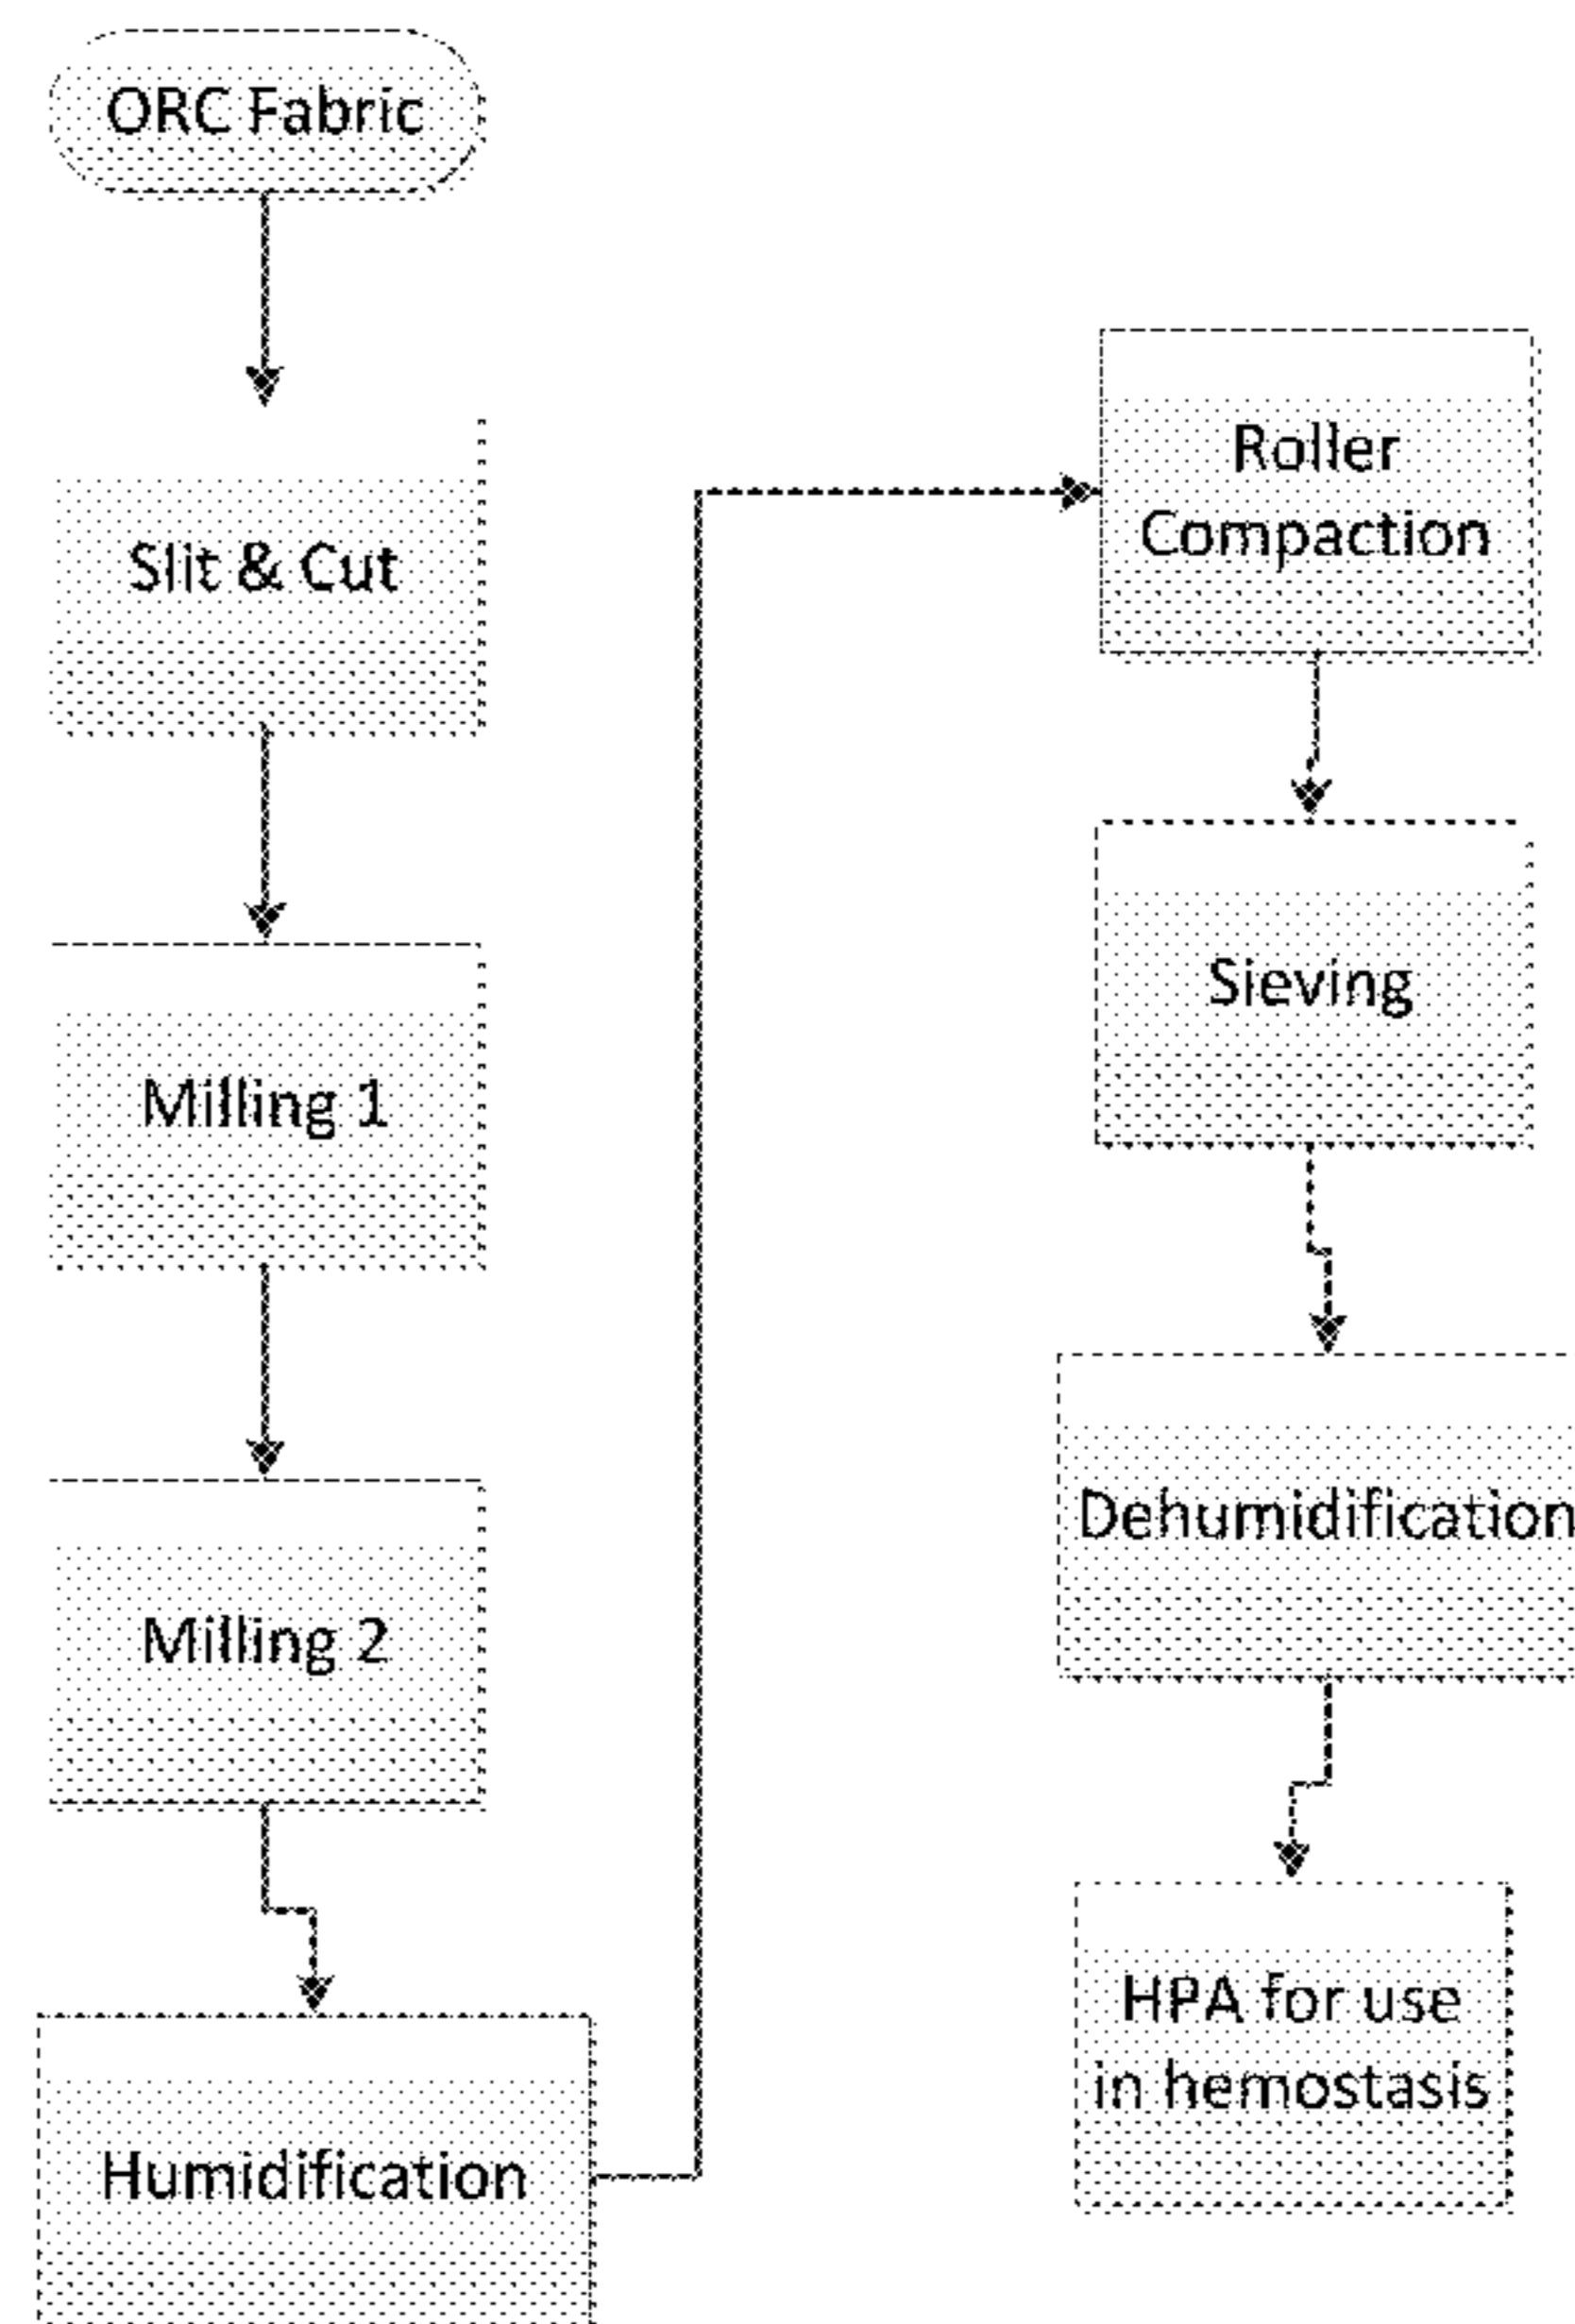 ORC Fabric
Slit & Cut
Milling 1
Milling 2
Humidification
Roller
Compaction
Sieving
Dehumidification
HPA for use
in hemostasis